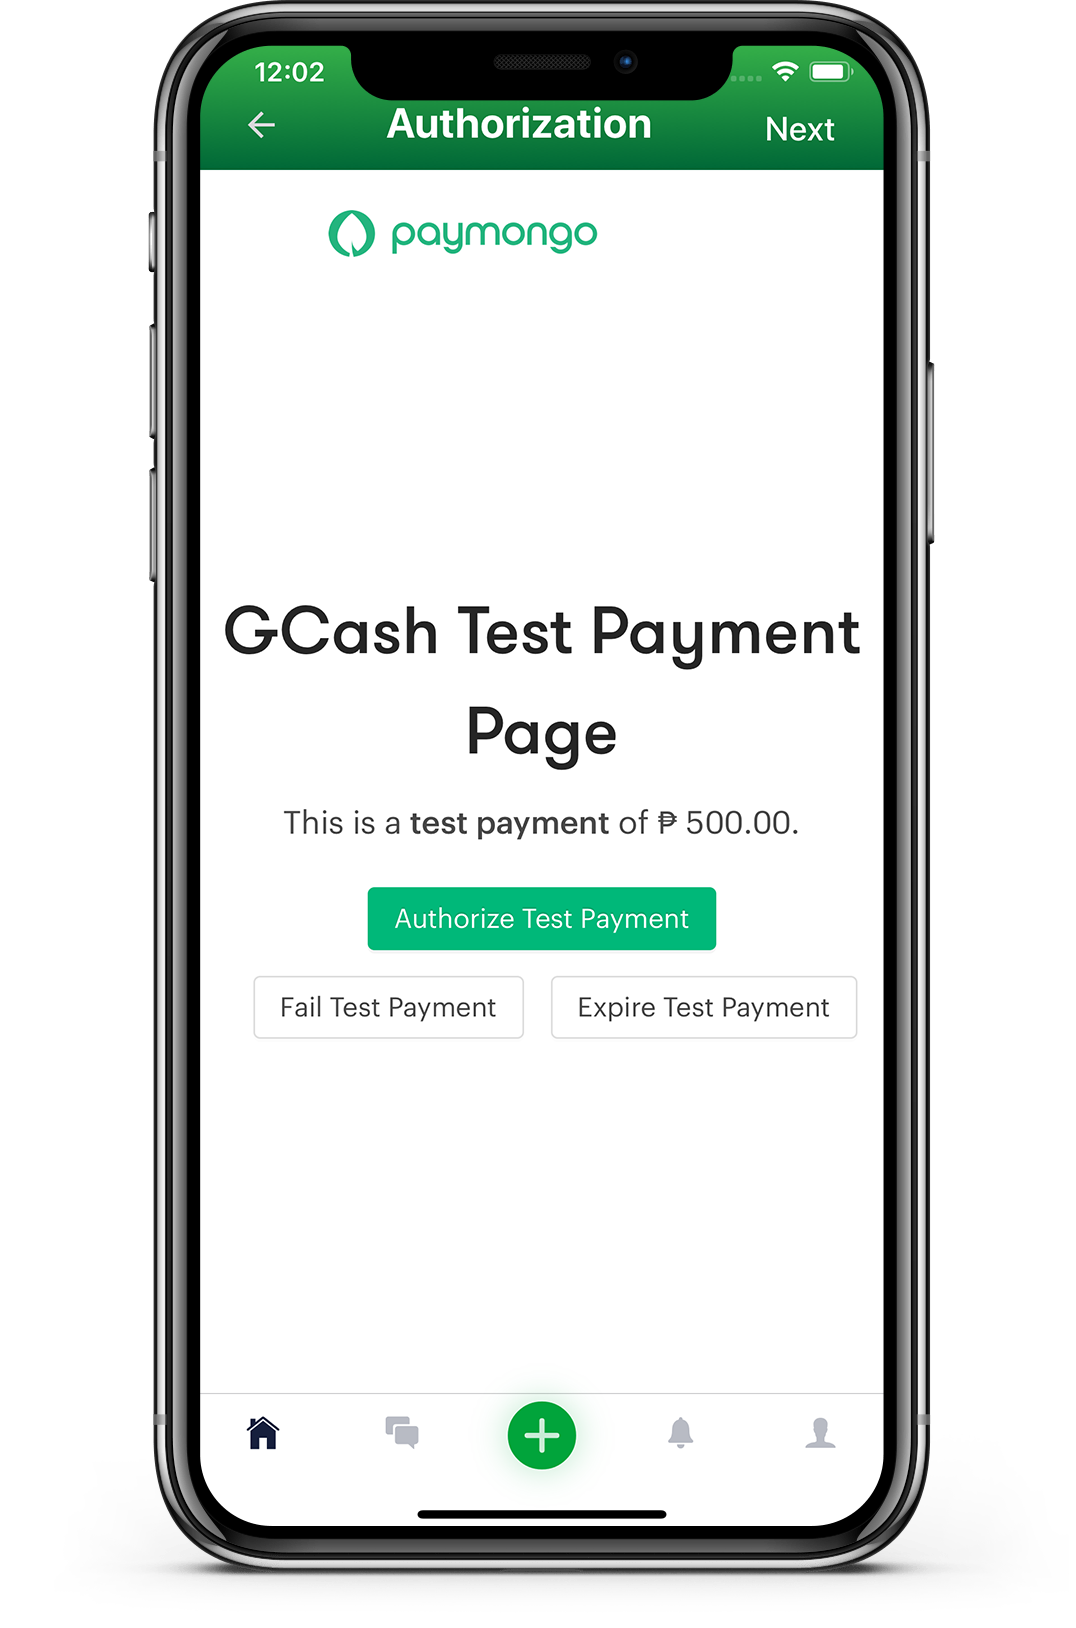 12:02
Authorization
Next
paymongo
GCash Test Payment
Page
This is a test payment of ₱ 500.00.
Authorize Test Payment
Fail Test Payment
Expire Test Payment